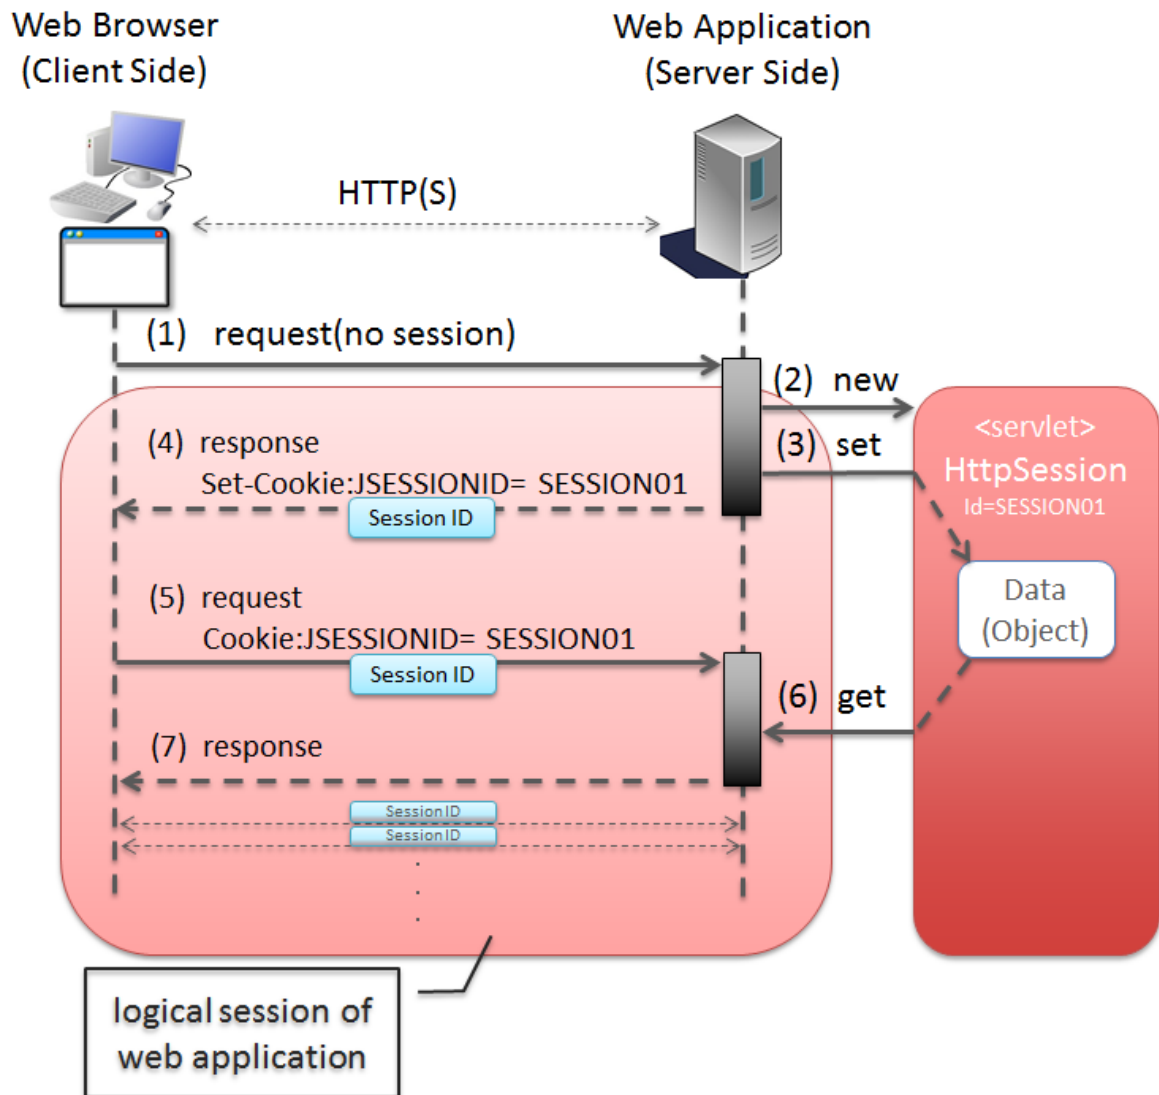 Web Browser
(Client Side)
Web Application
(Server Side)
HTTP(S)
(1) request(no session)
(2) new
(3) set
<servlet>
HttpSession
Id=SESSION01
(4) response
Set-Cookie:JSESSIONID= SESSION01
Session ID
Data
(Object)
(5) request
Cookie:JSESSIONID= SESSION01
Session ID
(6) get
(7) response
Session ID
Session ID
.
.
.
logical session of
web application